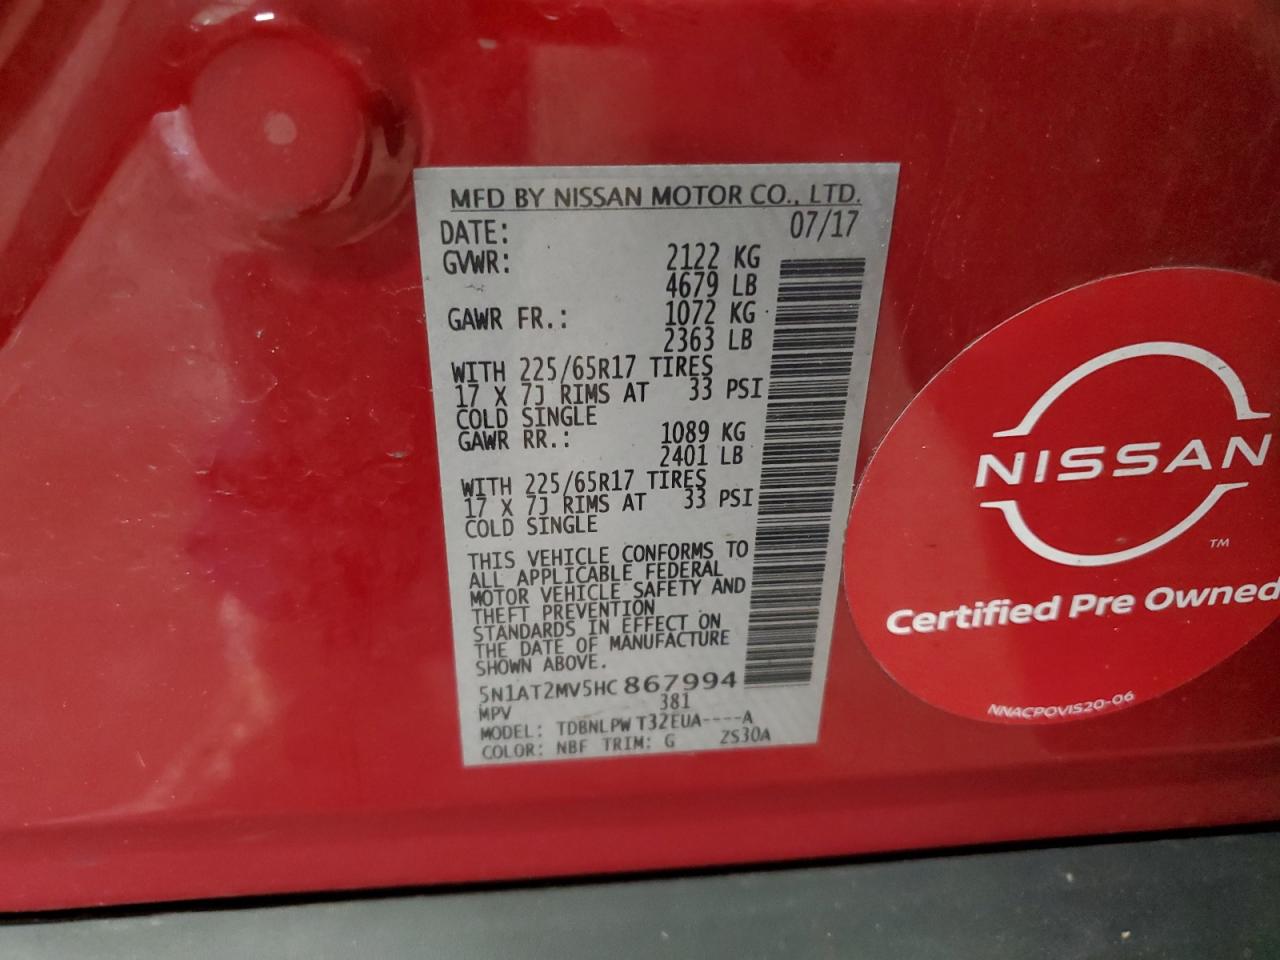 MFD BY NISSAN MOTOR CO., LTD.
DATE: 07/17
GVWR: 2122 KG
4679 LB
GAWR FR.: 1072 KG
2363 LB
WITH 225/65R17 TIRES
17 X 7J RIMS AT 33 PSI
COLD SINGLE
GAWR RR.: 1089 KG
2401 LB
WITH 225/65R17 TIRES
17 X 7J RIMS AT 33 PSI
COLD SINGLE
THIS VEHICLE CONFORMS TO
ALL APPLICABLE FEDERAL
MOTOR VEHICLE SAFETY AND
THEFT PREVENTION
STANDARDS IN EFFECT ON
THE DATE OF MANUFACTURE
SHOWN ABOVE.
5N1AT2MV5HC867994
MPV 381
MODEL: TDBNLPW T32EUA----A
COLOR: NBF TRIM: G ZS30A
NISSAN
TM
Certified Pre Owned
NNACPOVIS20-06